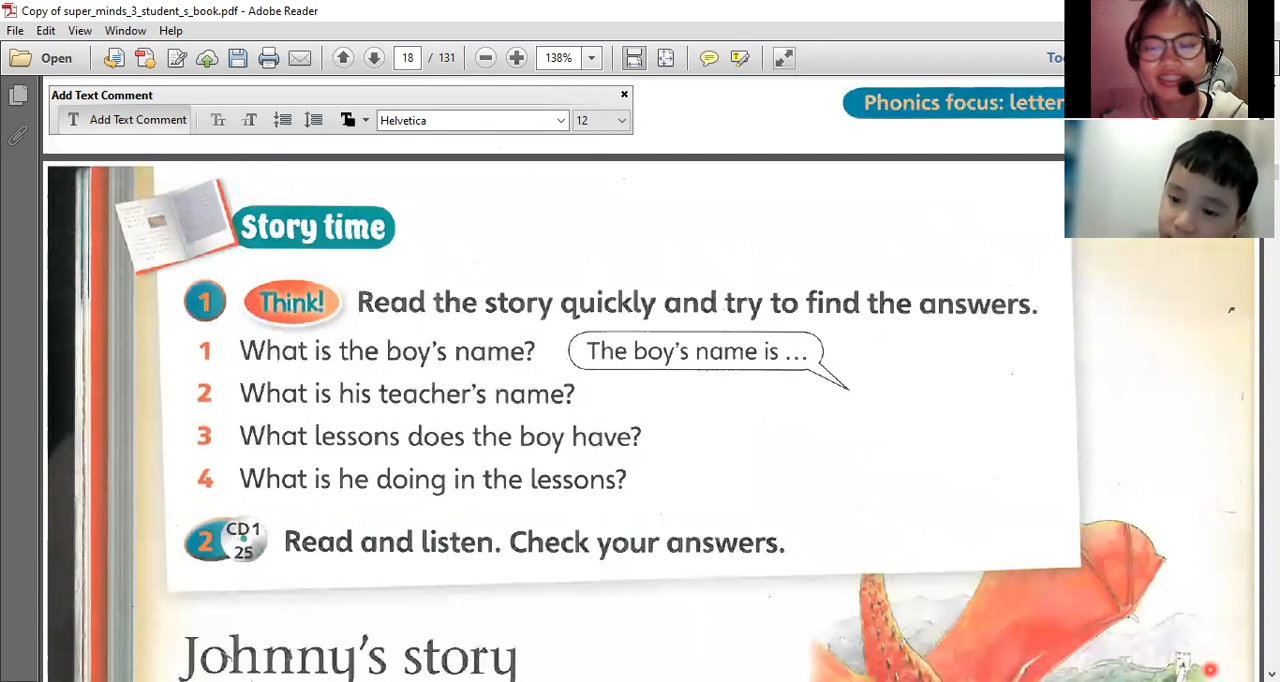 Copy of super_minds_3_student_s_book.pdf - Adobe Reader
File Edit View Window Help
Open 18 / 131 138%
Add Text Comment
Add Text Comment Helvetica 12
Phonics focus: letter
Story time
1 Think! Read the story quickly and try to find the answers.
1 What is the boy's name? The boy's name is ...
2 What is his teacher's name?
3 What lessons does the boy have?
4 What is he doing in the lessons?
2 CD1 25 Read and listen. Check your answers.
Johnny's story